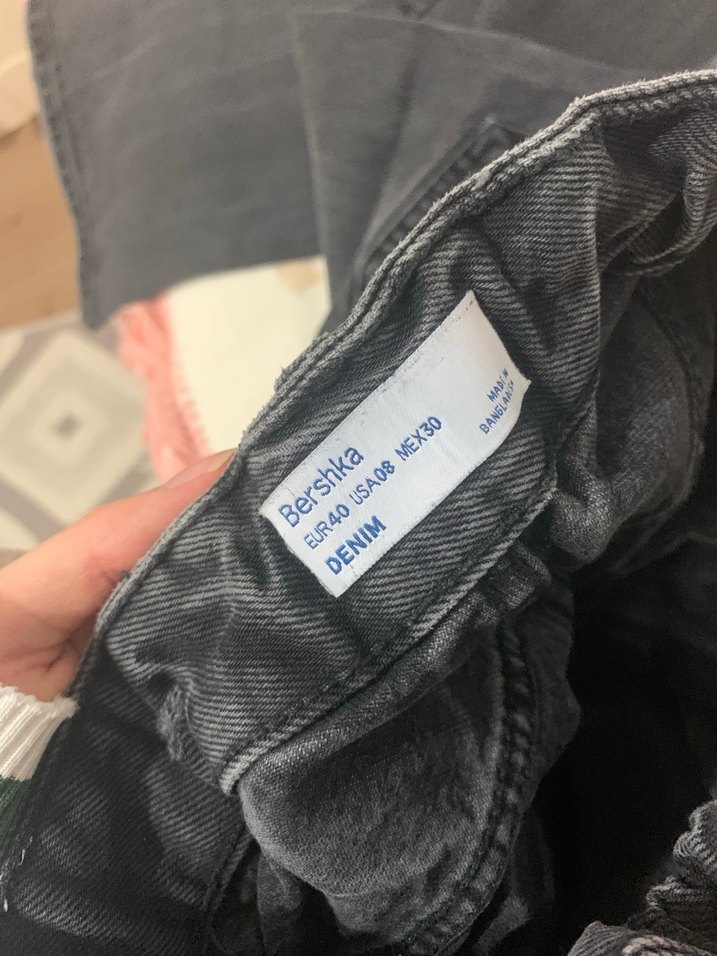 Bershka
EUR40 USA08 MEX30
DENIM
MADE IN
BANGLADESH